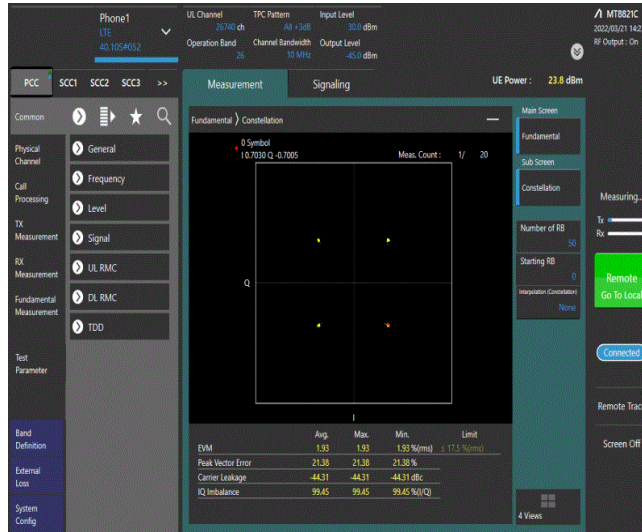 Phone1
LTE
40.10S#052
UL Channel
26740 ch
TPC Pattern
All +3dB
Input Level
30.0 dBm
Operation Band
26
Channel Bandwidth
10 MHz
Output Level
-45.0 dBm
MT8821C
2022/03/21 14:2
RF Output : On
PCC
SCC1
SCC2
SCC3
>>
Measurement
Signaling
UE Power : 23.8 dBm
Common
Physical
Channel
Call
Processing
TX
Measurement
RX
Measurement
Fundamental
Measurement
Test
Parameter
Band
Definition
External
Loss
System
Config
General
Frequency
Level
Signal
UL RMC
DL RMC
TDD
Fundamental > Constellation
0 Symbol
I 0.7030 Q -0.7005
Meas. Count : 1/ 20
Q
I
Avg. Max. Min. Limit
EVM 1.93 1.93 1.93 %(rms) ≤ 17.5 %(rms)
Peak Vector Error 21.38 21.38 21.38 %
Carrier Leakage -44.31 -44.31 -44.31 dBc
IQ Imbalance 99.45 99.45 99.45 %(I/Q)
Main Screen
Fundamental
Sub Screen
Constellation
Number of RB
50
Starting RB
0
Interpolation (Constellation)
None
4 Views
Measuring...
Tx
Rx
Remote
Go To Local
Connected
Remote Trac
Screen Off